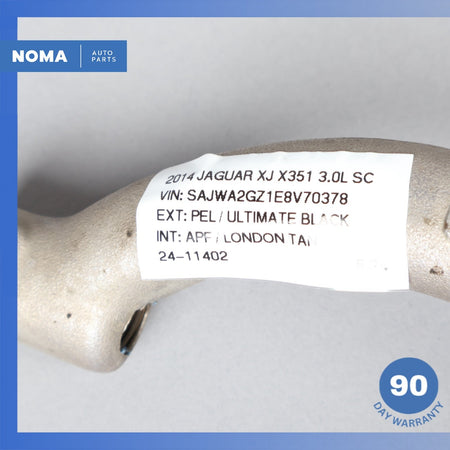 NOMA
AUTO
PARTS
2014 JAGUAR XJ X351 3.0L SC
VIN: SAJWA2GZ1E8V70378
EXT: PEL / ULTIMATE BLACK
INT: APF / LONDON TAN
24-11402
90
DAY WARRANTY